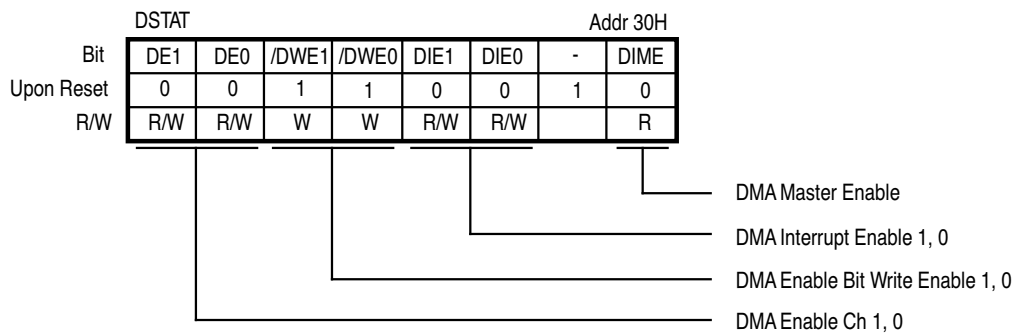 DSTAT Addr 30H
Bit DE1 DE0 /DWE1 /DWE0 DIE1 DIE0 - DIME
Upon Reset 0 0 1 1 0 0 1 0
R/W R/W R/W W W R/W R/W R
DMA Master Enable
DMA Interrupt Enable 1, 0
DMA Enable Bit Write Enable 1, 0
DMA Enable Ch 1, 0